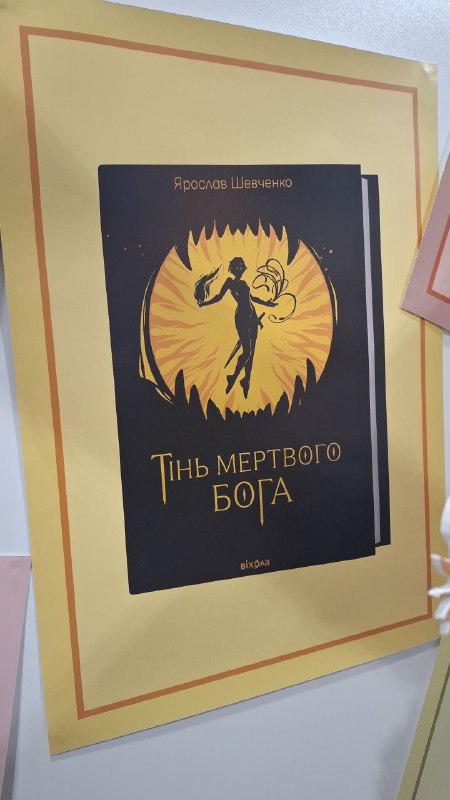 Ярослав Шевченко
Тінь мертвого
бога
віхола